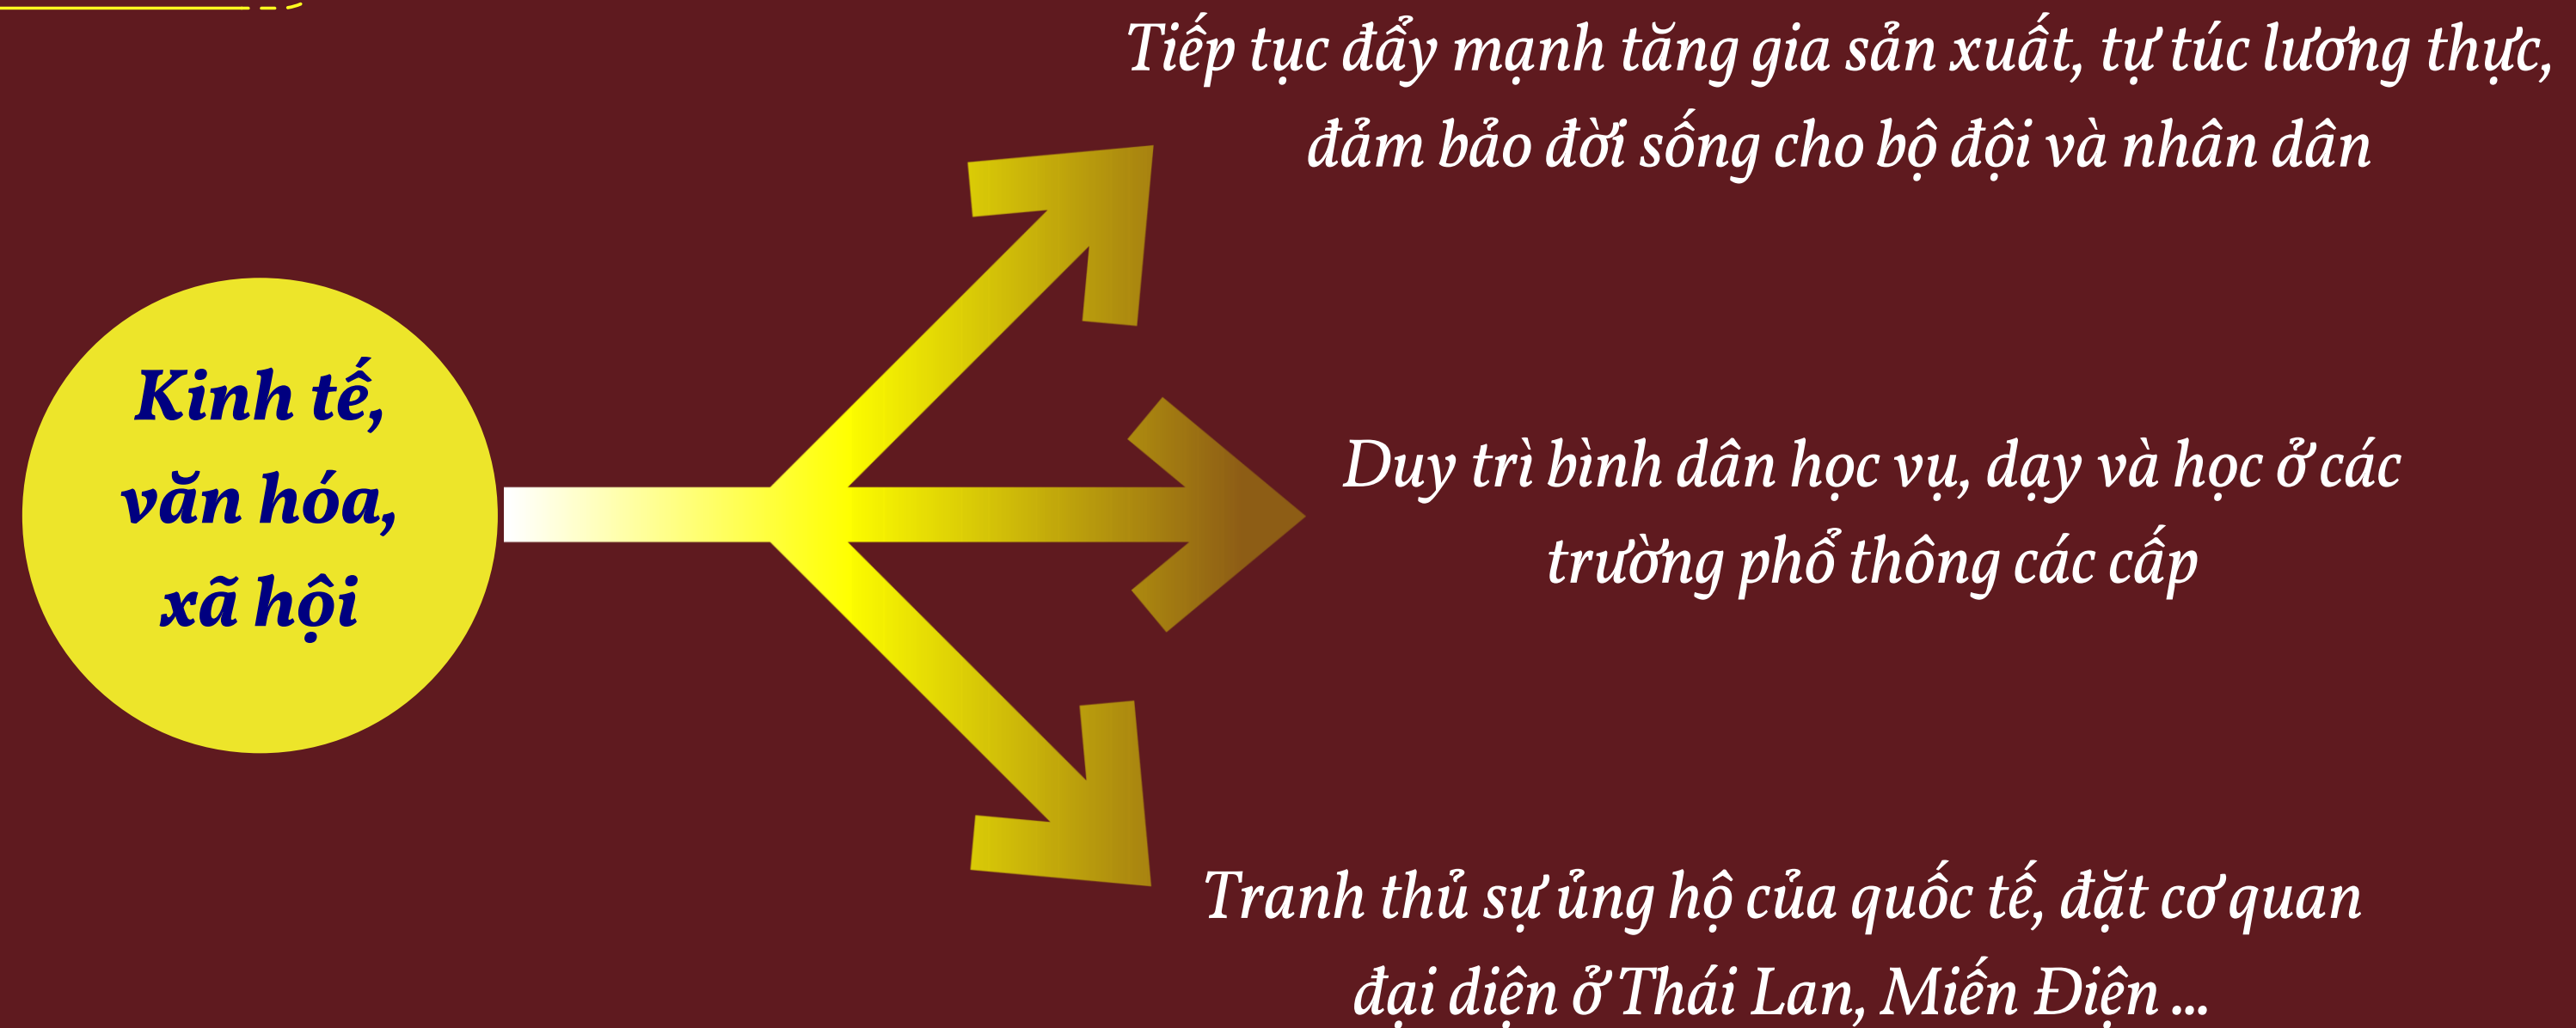 Tiếp tục đẩy mạnh tăng gia sản xuất, tự túc lương thực,
đảm bảo đời sống cho bộ đội và nhân dân
Kinh tế,
văn hóa,
xã hội
Duy trì bình dân học vụ, dạy và học ở các
trường phổ thông các cấp
Tranh thủ sự ủng hộ của quốc tế, đặt cơ quan
đại diện ở Thái Lan, Miến Điện ...